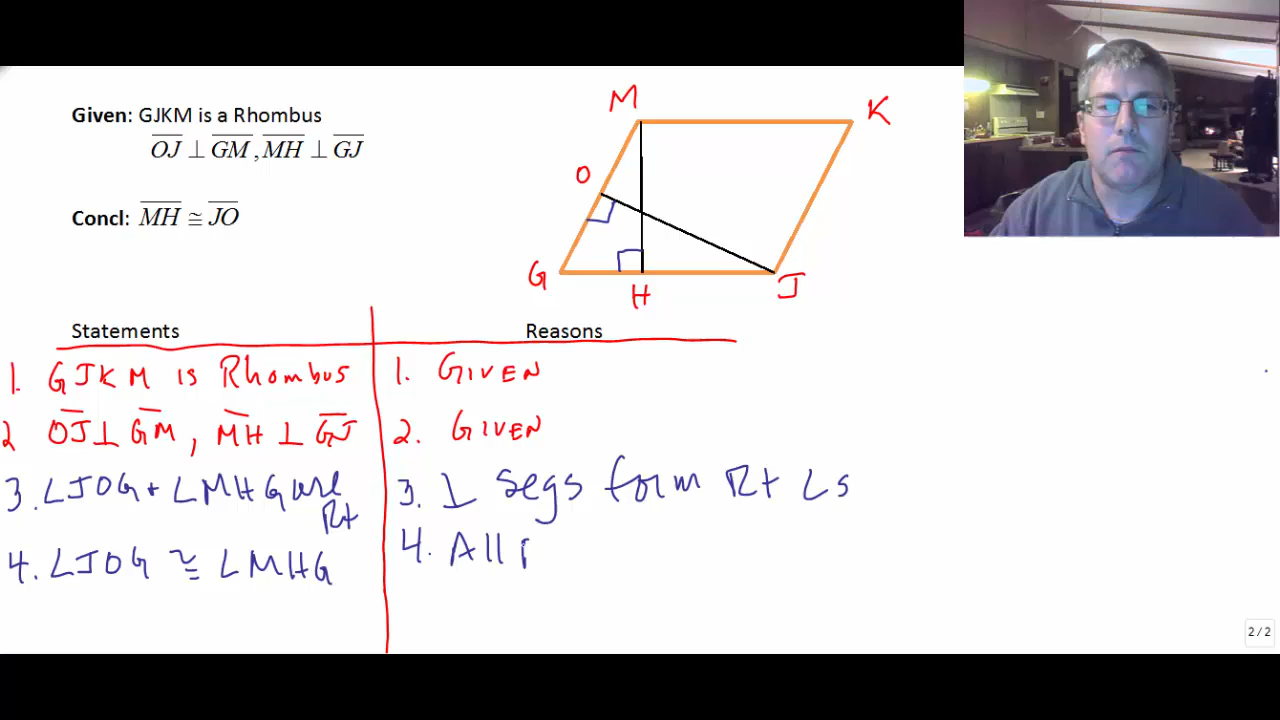 Given: GJKM is a Rhombus
OJ ⊥ GM, MH ⊥ GJ
Concl: MH ≅ JO
M
K
O
G
H
J
Statements
Reasons
1. GJKM is Rhombus
1. GIVEN
2 OJ ⊥ GM, MH ⊥ GJ
2. GIVEN
3. ∠JOG + ∠MHG are
Rt
3. ⊥ segs form Rt ∠s
4. ∠JOG ≅ ∠MHG
4. All r
2/2